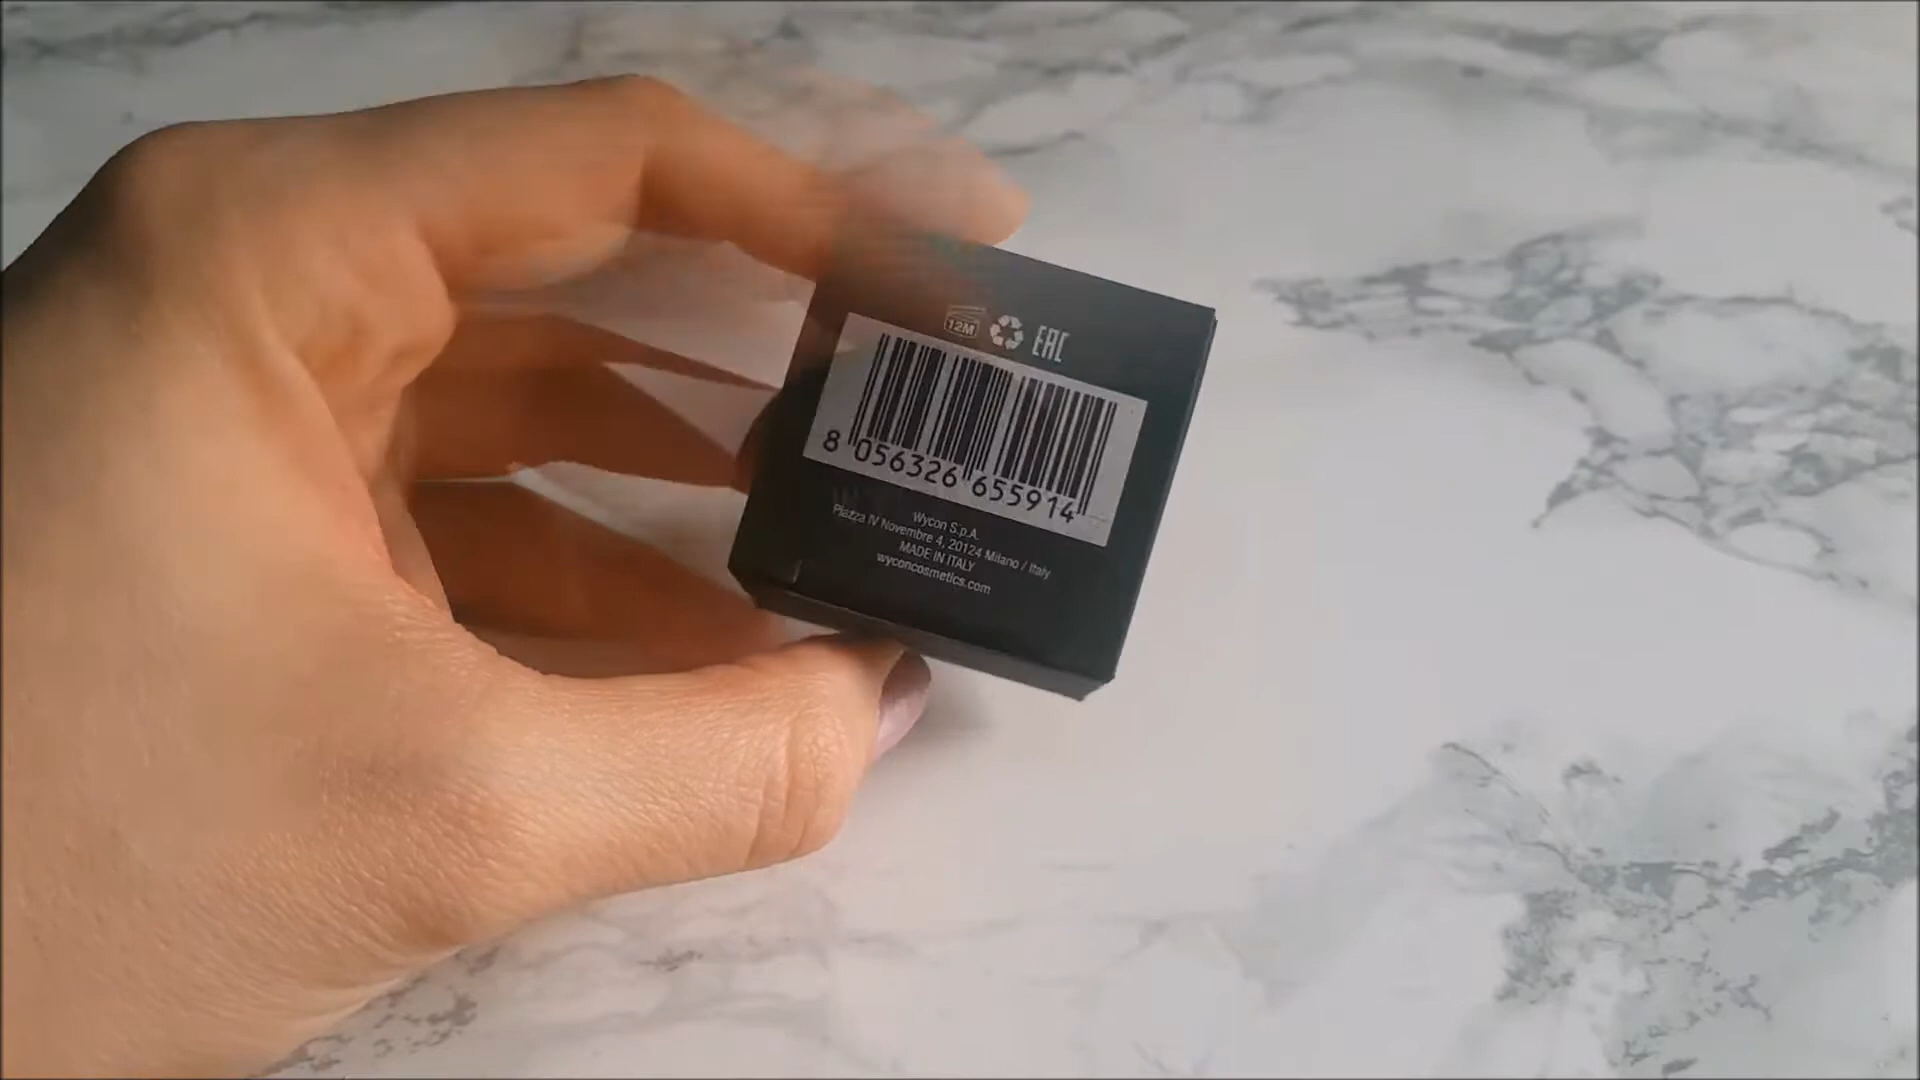 12M EAC
8 056326 655914
Wycon S.p.A.
Piazza IV Novembre 4, 20124 Milano / Italy
MADE IN ITALY
wyconcosmetics.com